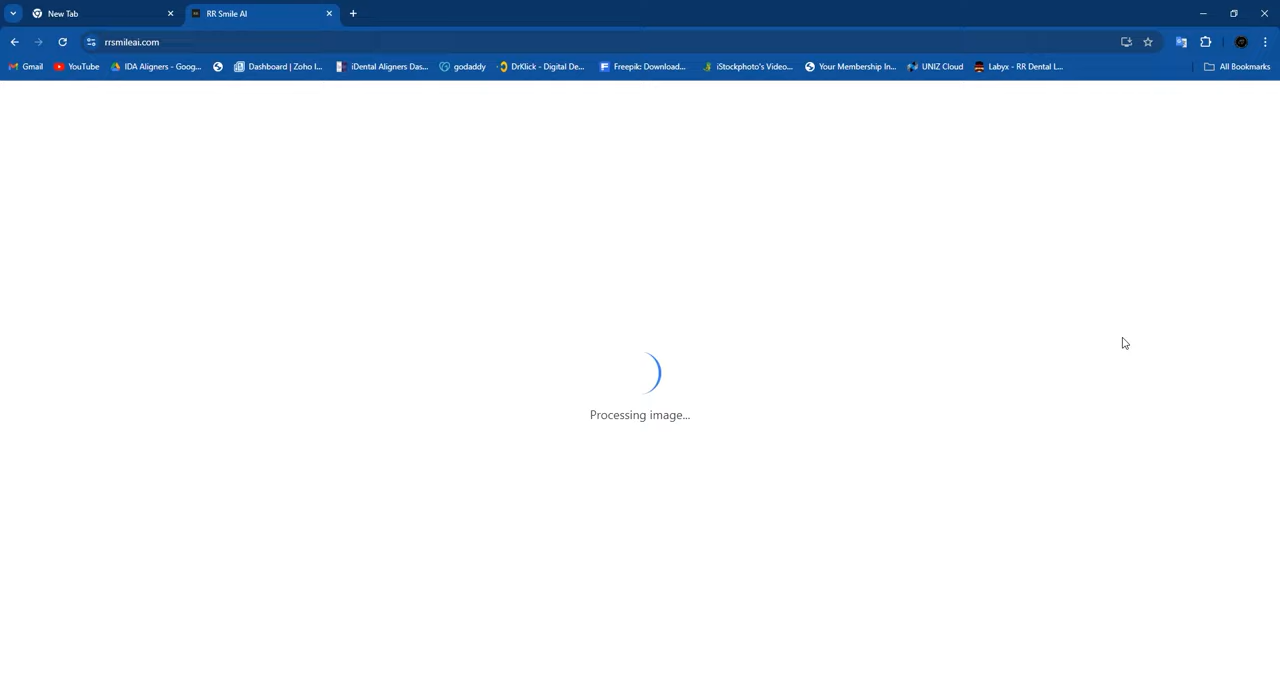 New Tab
RR Smile AI
rrsmileai.com
Gmail
YouTube
IDA Aligners - Goog...
Dashboard | Zoho I...
iDental Aligners Das...
godaddy
DrKlick - Digital De...
Freepik: Download...
iStockphoto's Video...
Your Membership In...
UNIZ Cloud
Labyx - RR Dental L...
All Bookmarks
Processing image...